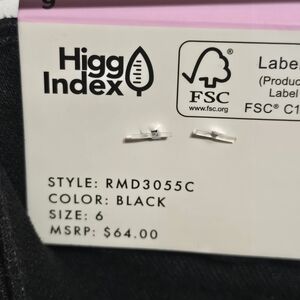 Higg
Index
FSC
www.fsc.org
Label
(Produc
Label
FSC® C1
STYLE: RMD3055C
COLOR: BLACK
SIZE: 6
MSRP: $64.00